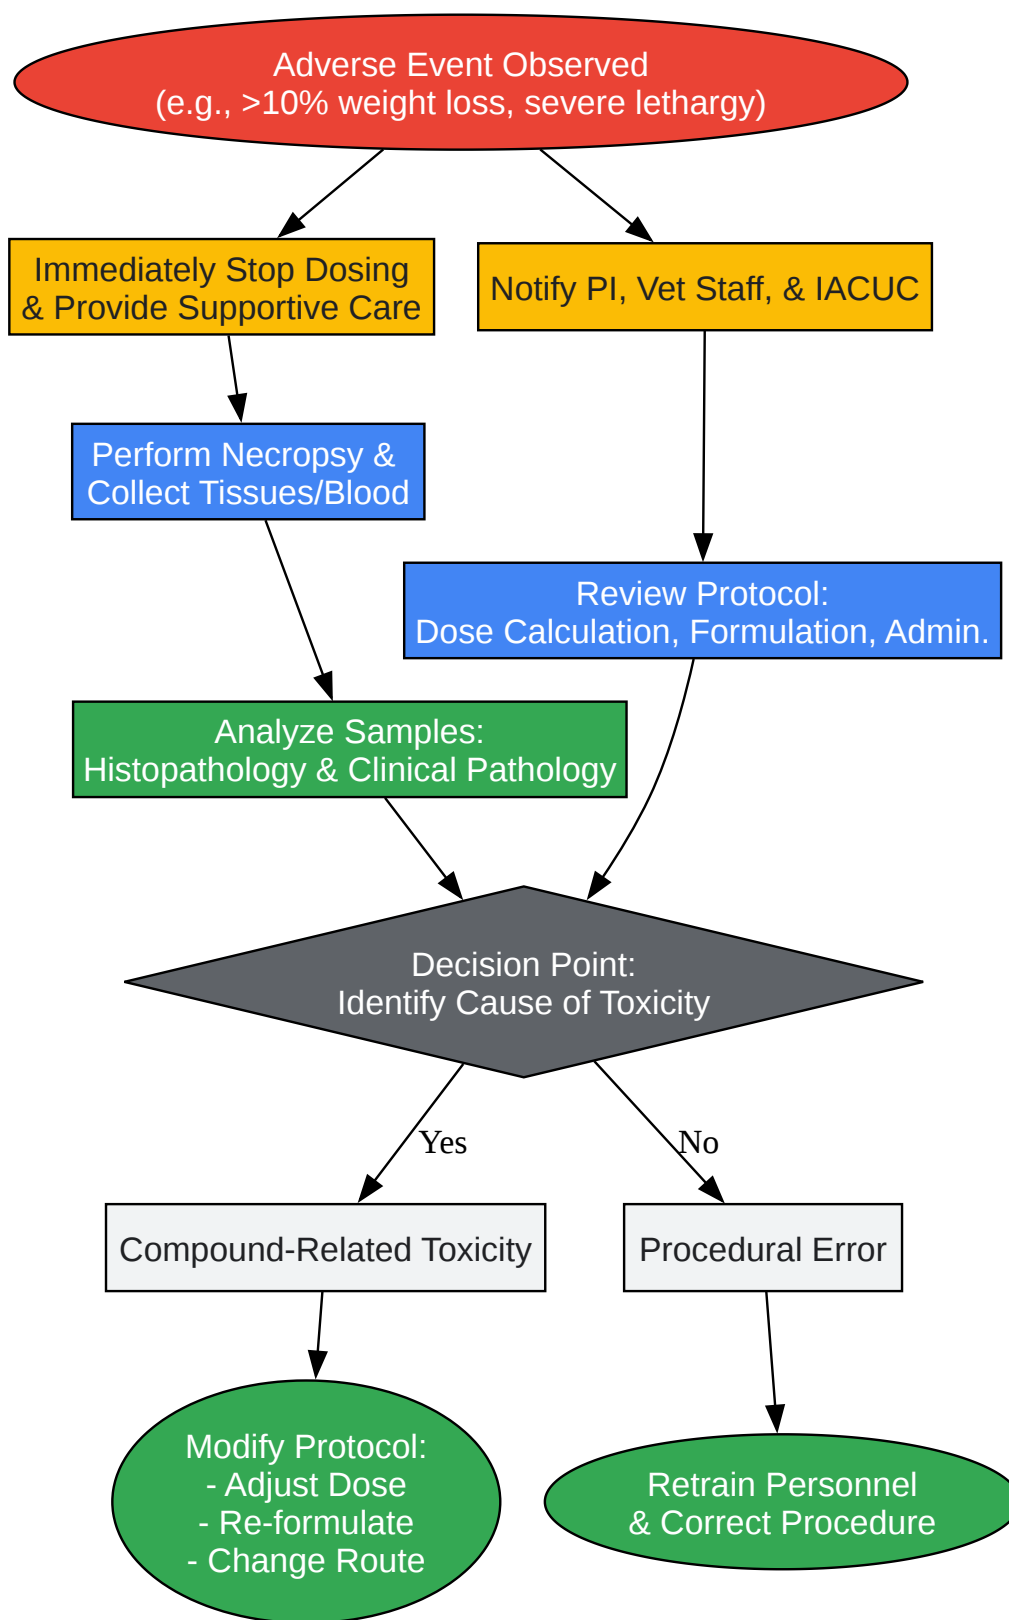 Adverse Event Observed
(e.g., >10% weight loss, severe lethargy)
Immediately Stop Dosing
& Provide Supportive Care
Notify PI, Vet Staff, & IACUC
Perform Necropsy &
Collect Tissues/Blood
Review Protocol:
Dose Calculation, Formulation, Admin.
Analyze Samples:
Histopathology & Clinical Pathology
Decision Point:
Identify Cause of Toxicity
Yes
No
Compound-Related Toxicity
Procedural Error
Modify Protocol:
- Adjust Dose
- Re-formulate
- Change Route
Retrain Personnel
& Correct Procedure